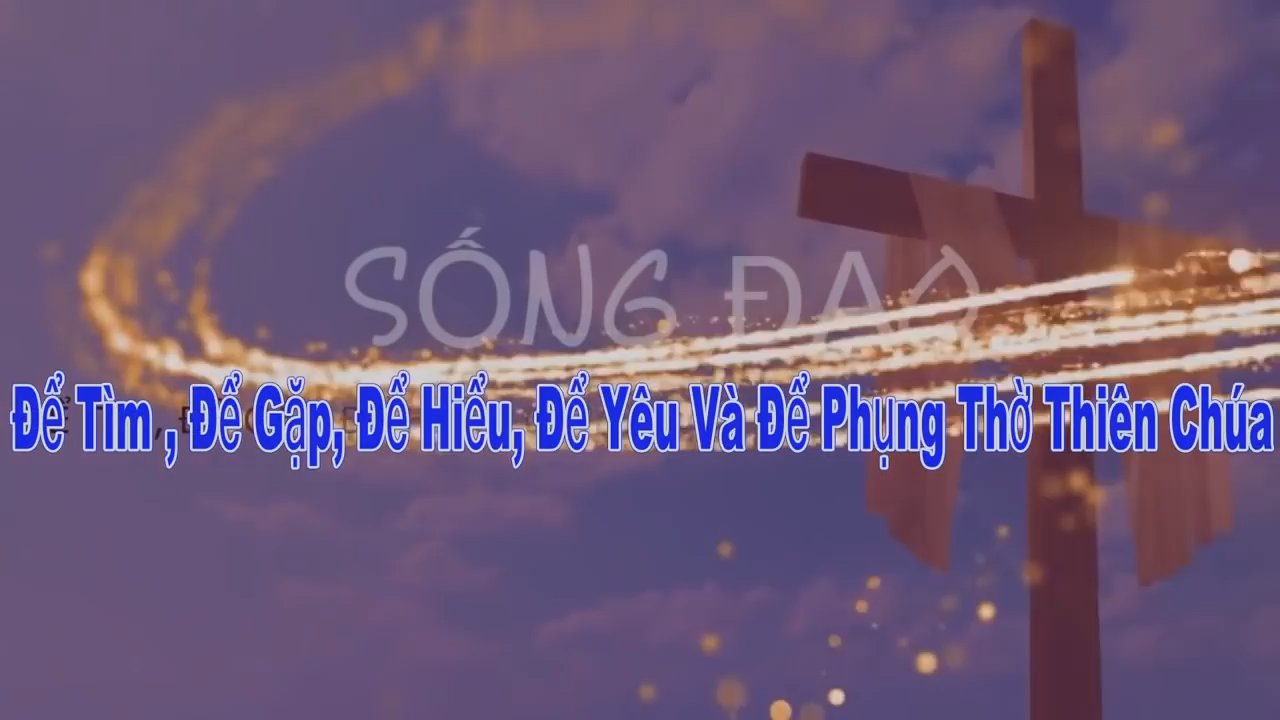 SỐNG ĐẠO
Để Tìm , Để Gặp, Để Hiểu, Để Yêu Và Để Phụng Thờ Thiên Chúa